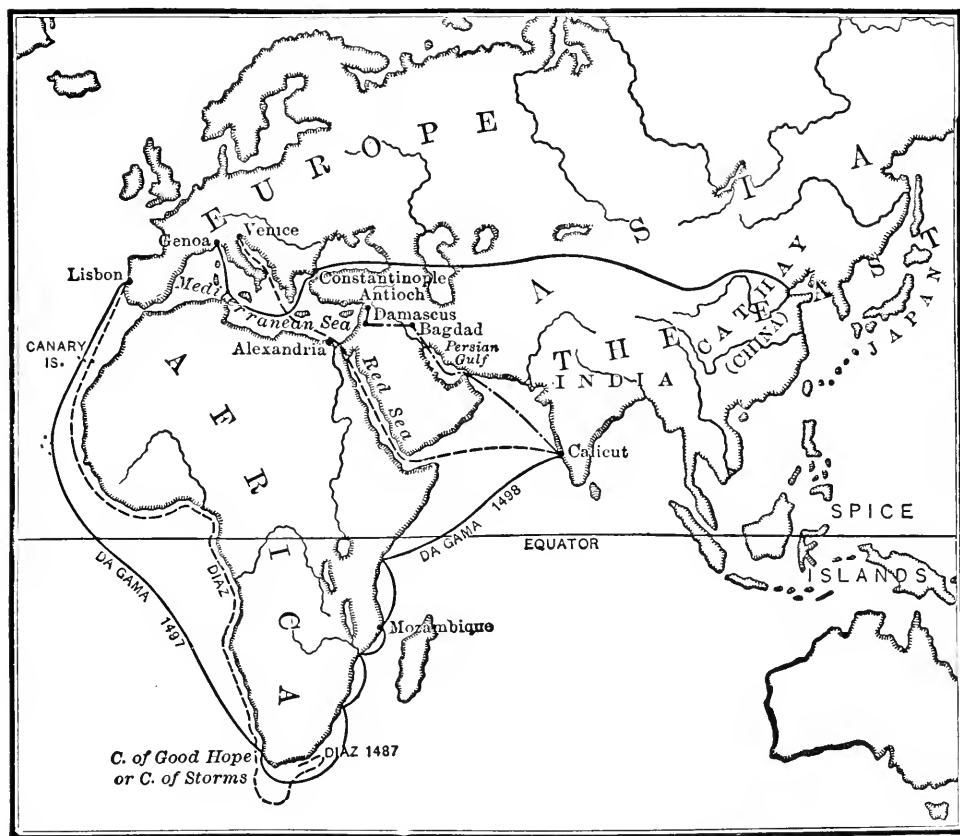 EUROPE
ASIA
Genoa
Venice
Lisbon
Constantinople
Antioch
Mediterranean Sea
Damascus
Bagdad
Alexandria
Persian
Gulf
CANARY
IS.
Red Sea
THE
INDIA
CATHAY
(CHINA)
EAST
JAPAN
AFRICA
Calicut
SPICE
ISLANDS
DA GAMA 1498
EQUATOR
DA GAMA 1497
DIAZ
Mozambique
DIAZ 1487
C. of Good Hope
or C. of Storms